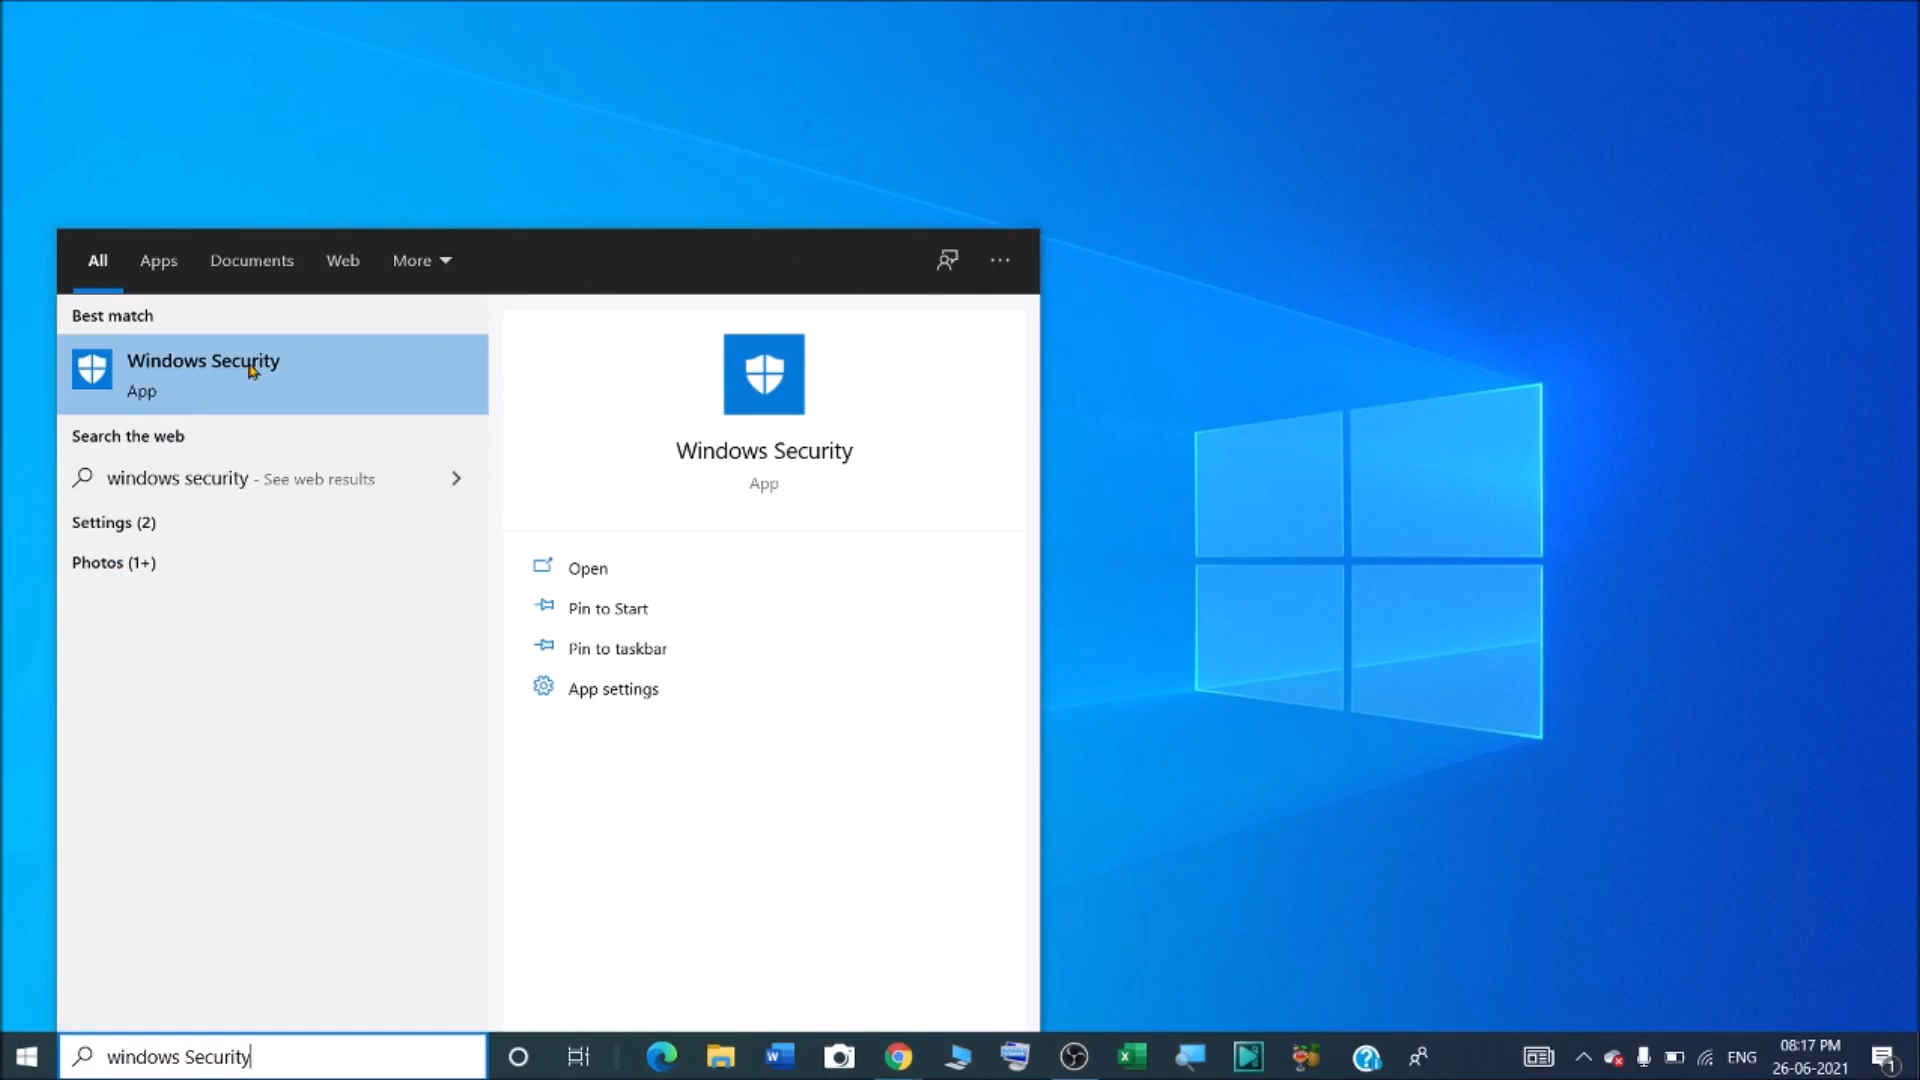 All Apps Documents Web More
Best match
Windows Security
App
Search the web
windows security - See web results
Settings (2)
Photos (1+)
Windows Security
App
Open
Pin to Start
Pin to taskbar
App settings
windows Security
ENG
08:17 PM
26-06-2021
1